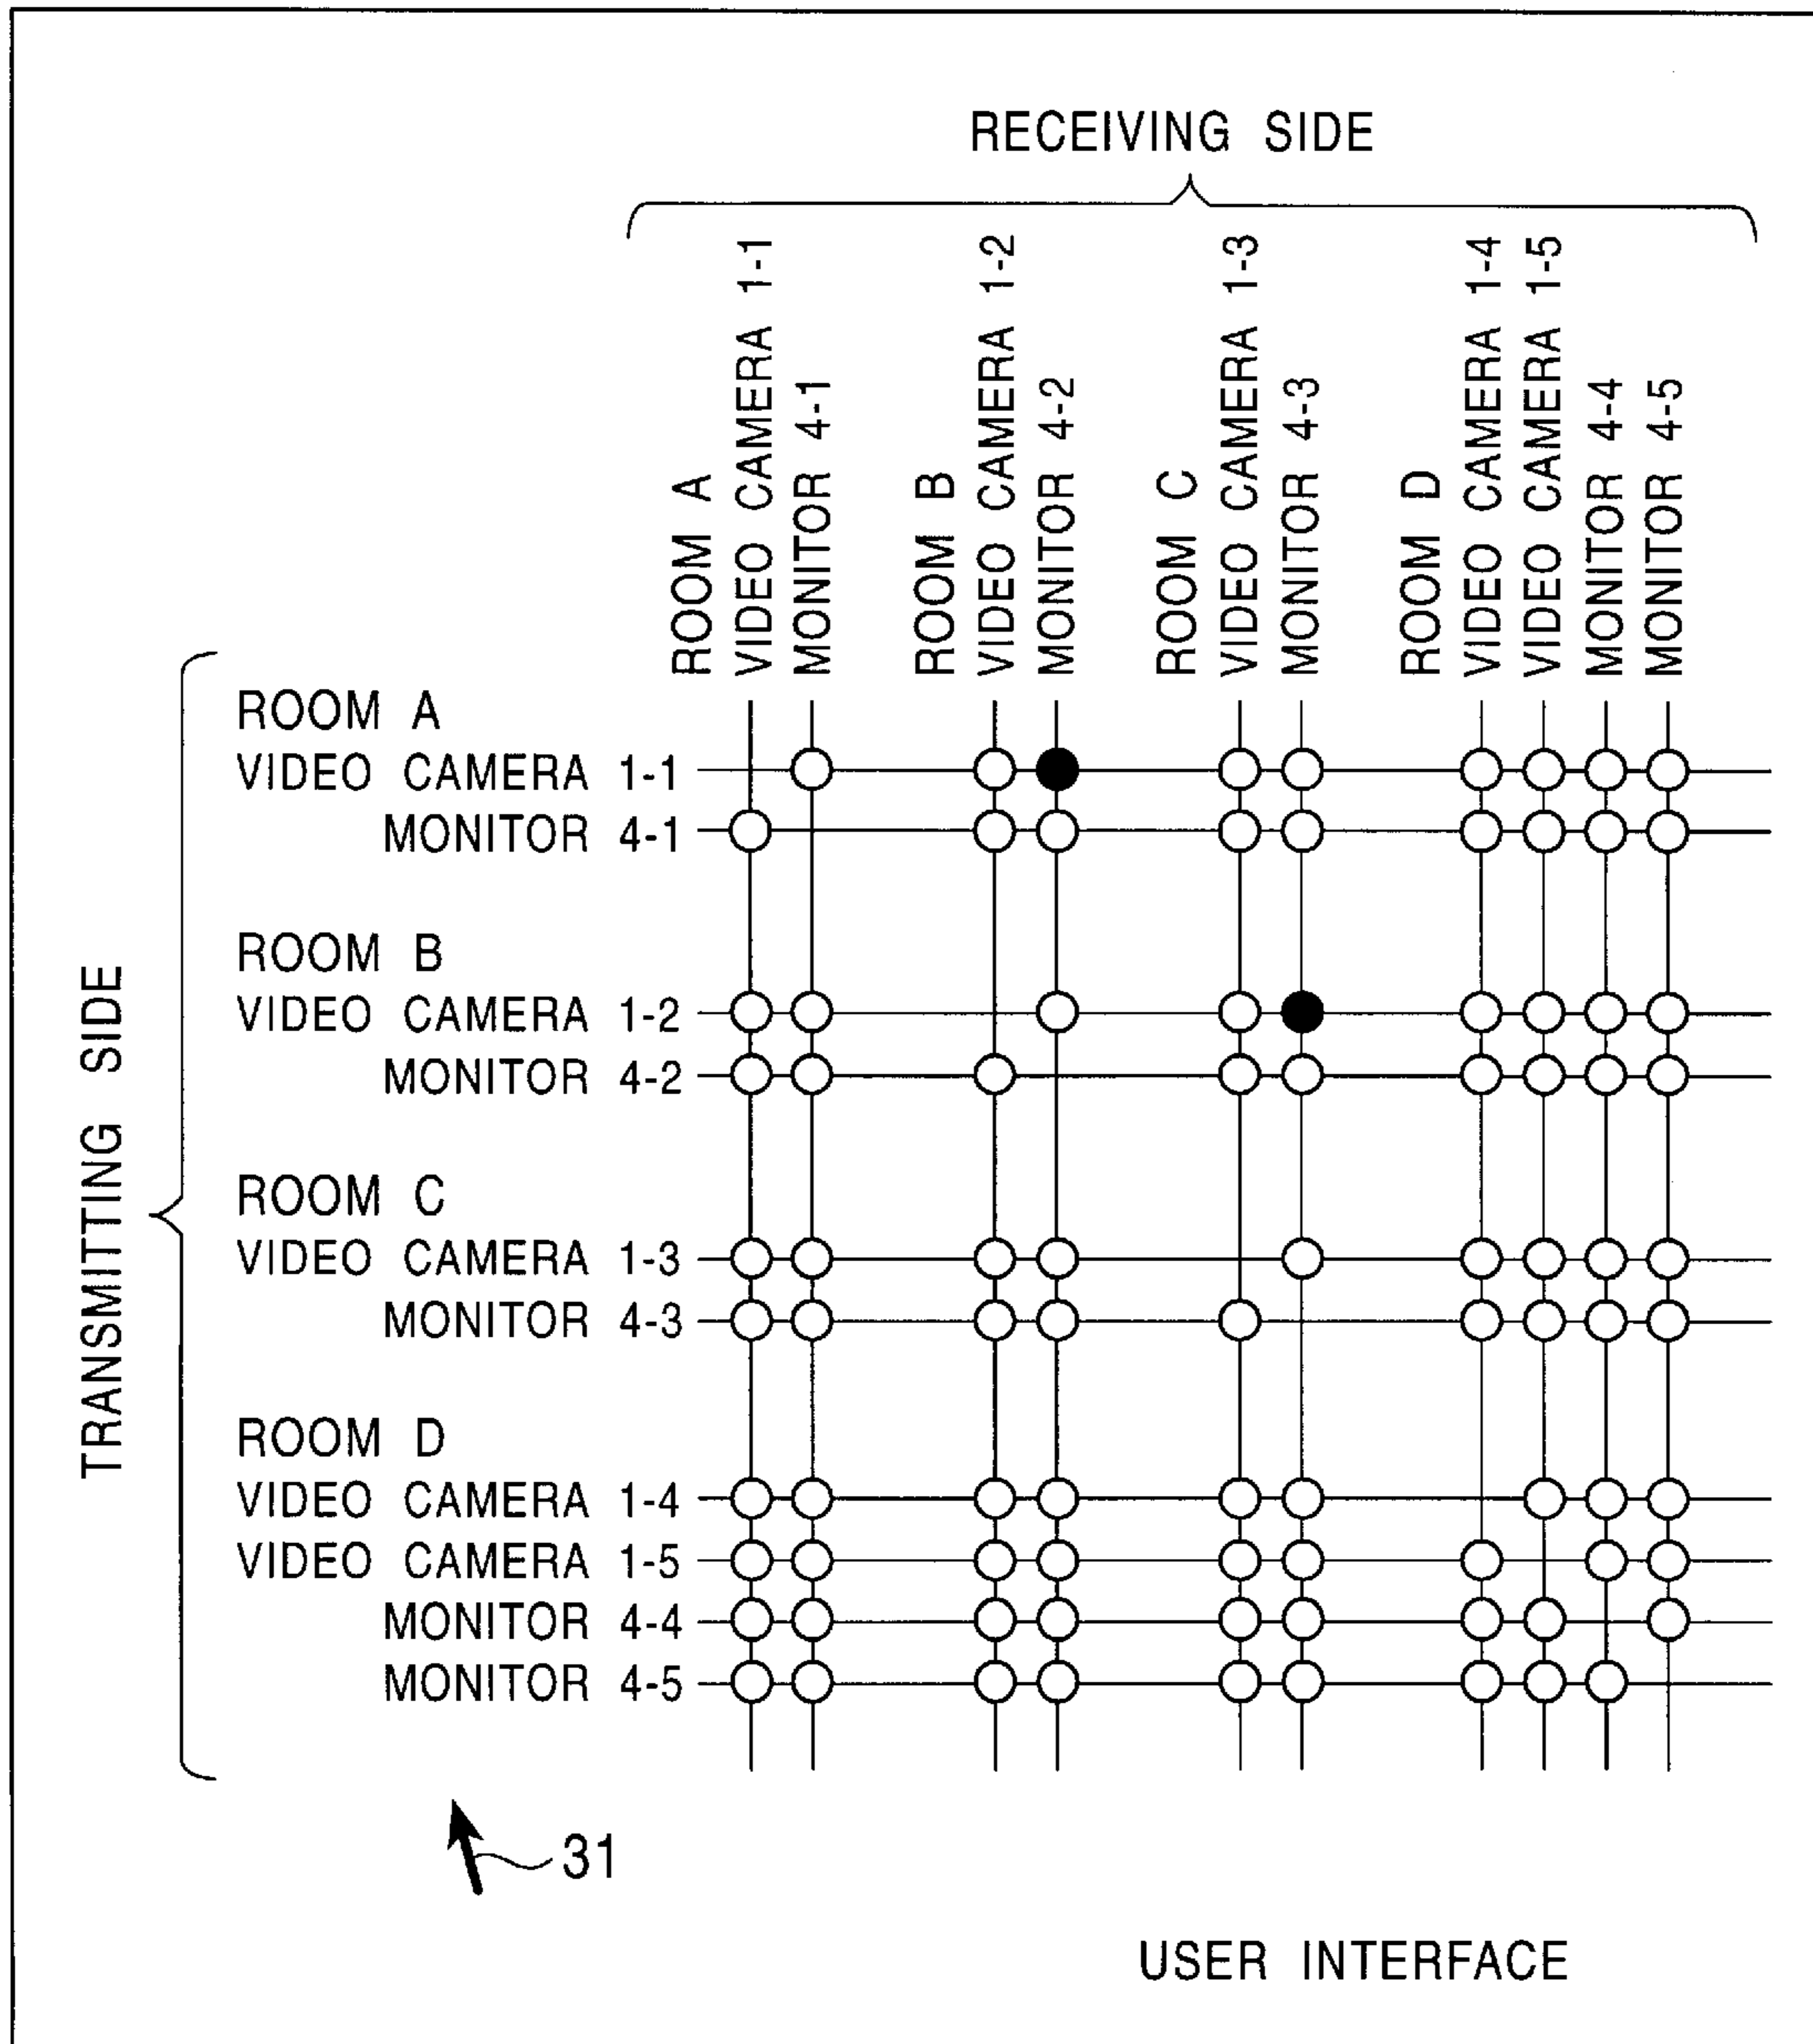 RECEIVING SIDE
ROOM A
VIDEO CAMERA 1-1
MONITOR 4-1
ROOM B
VIDEO CAMERA 1-2
MONITOR 4-2
ROOM C
VIDEO CAMERA 1-3
MONITOR 4-3
ROOM D
VIDEO CAMERA 1-4
VIDEO CAMERA 1-5
MONITOR 4-4
MONITOR 4-5
TRANSMITTING SIDE
ROOM A
VIDEO CAMERA 1-1
MONITOR 4-1
ROOM B
VIDEO CAMERA 1-2
MONITOR 4-2
ROOM C
VIDEO CAMERA 1-3
MONITOR 4-3
ROOM D
VIDEO CAMERA 1-4
VIDEO CAMERA 1-5
MONITOR 4-4
MONITOR 4-5
31
USER INTERFACE